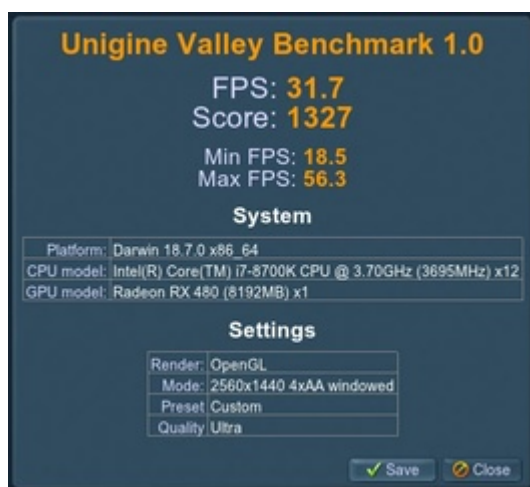 Unigine Valley Benchmark 1.0
FPS: 31.7
Score: 1327
Min FPS: 18.5
Max FPS: 56.3
System
Platform: Darwin 18.7.0 x86_64
CPU model: Intel(R) Core(TM) i7-8700K CPU @ 3.70GHz (3695MHz) x12
GPU model: Radeon RX 480 (8192MB) x1
Settings
Render: OpenGL
Mode: 2560x1440 4xAA windowed
Preset Custom
Quality Ultra
Save Close